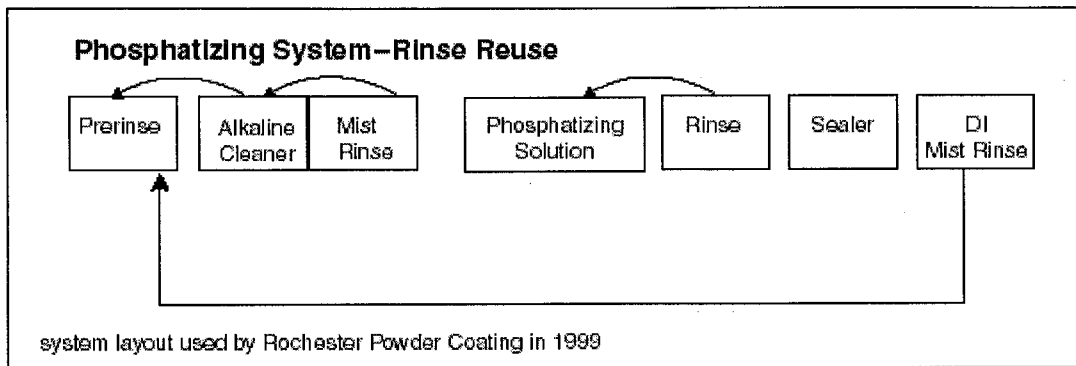 Phosphatizing System–Rinse Reuse
Prerinse
Alkaline
Cleaner
Mist
Rinse
Phosphatizing
Solution
Rinse
Sealer
DI
Mist Rinse
system layout used by Rochester Powder Coating in 1999